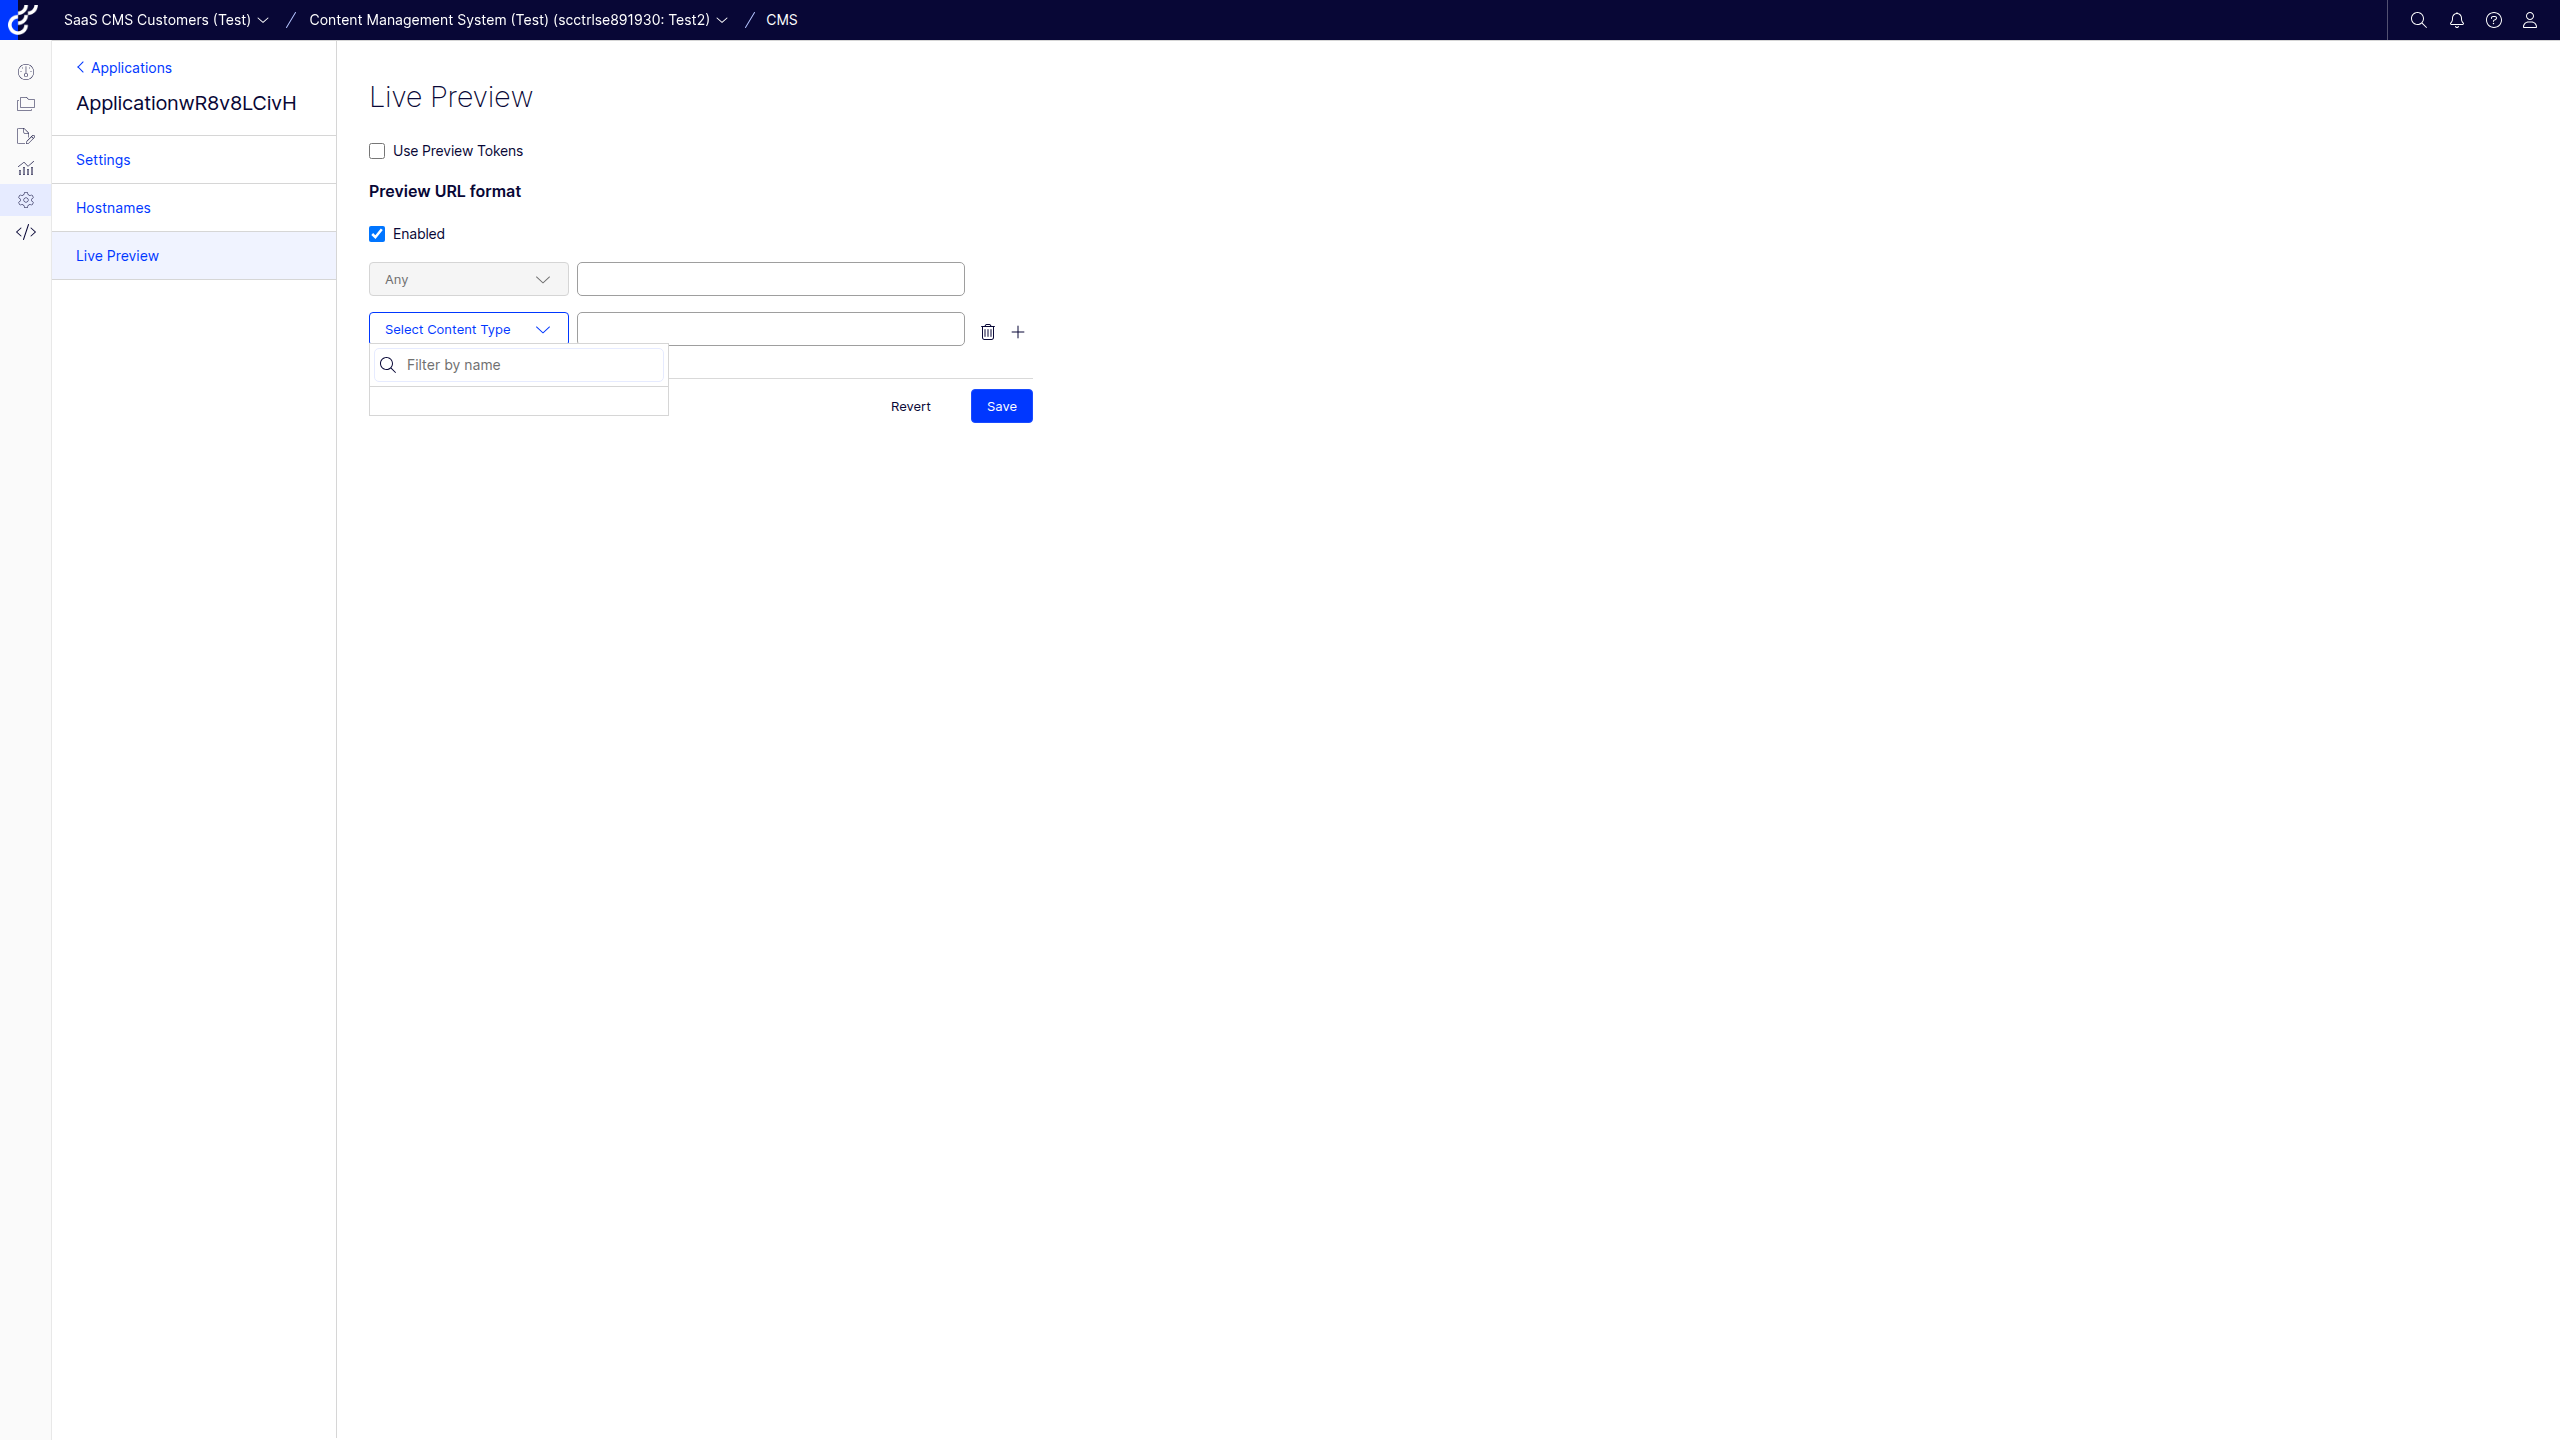 SaaS CMS Customers (Test) / Content Management System (Test) (scctrlse891930: Test2) / CMS
Applications
ApplicationwR8v8LCivH
Settings
Hostnames
Live Preview
Live Preview
Use Preview Tokens
Preview URL format
Enabled
Any
Select Content Type
Filter by name
Revert
Save